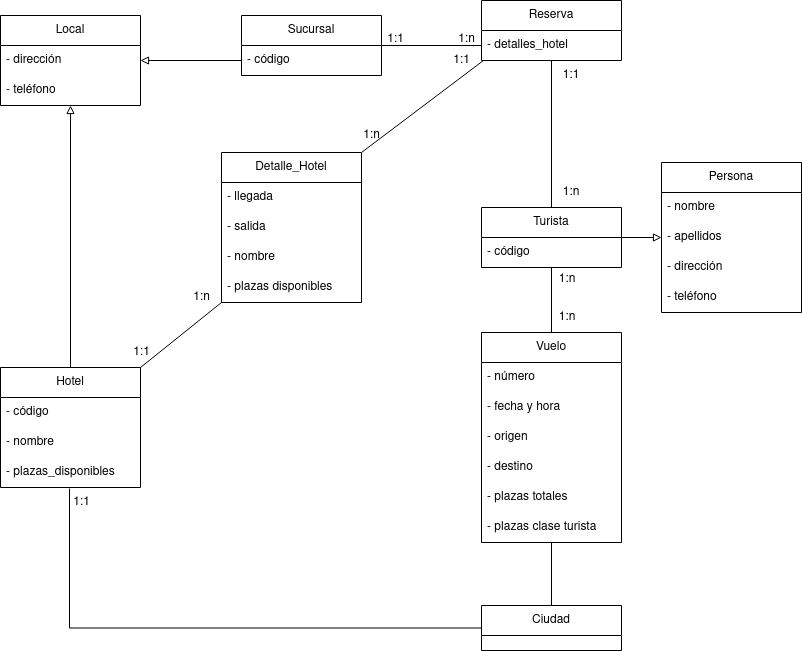 Local
- dirección
- teléfono
Sucursal
- código
1:1
1:n
Reserva
- detalles_hotel
1:1
1:1
1:n
Detalle_Hotel
- llegada
- salida
- nombre
- plazas disponibles
1:n
1:1
1:n
Turista
- código
Persona
- nombre
- apellidos
- dirección
- teléfono
1:n
1:n
Vuelo
- número
- fecha y hora
- origen
- destino
- plazas totales
- plazas clase turista
Hotel
- código
- nombre
- plazas_disponibles
1:1
Ciudad